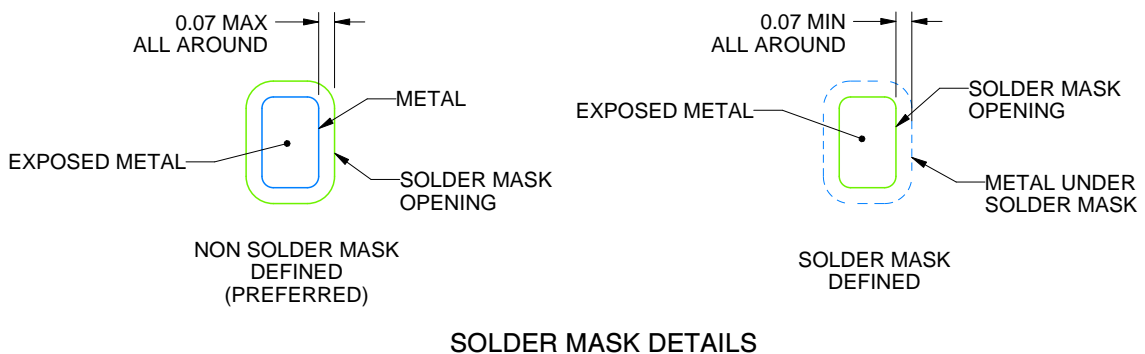 0.07 MAX
ALL AROUND
METAL
EXPOSED METAL
SOLDER MASK
OPENING
NON SOLDER MASK
DEFINED
(PREFERRED)
0.07 MIN
ALL AROUND
SOLDER MASK
OPENING
EXPOSED METAL
METAL UNDER
SOLDER MASK
SOLDER MASK
DEFINED
SOLDER MASK DETAILS